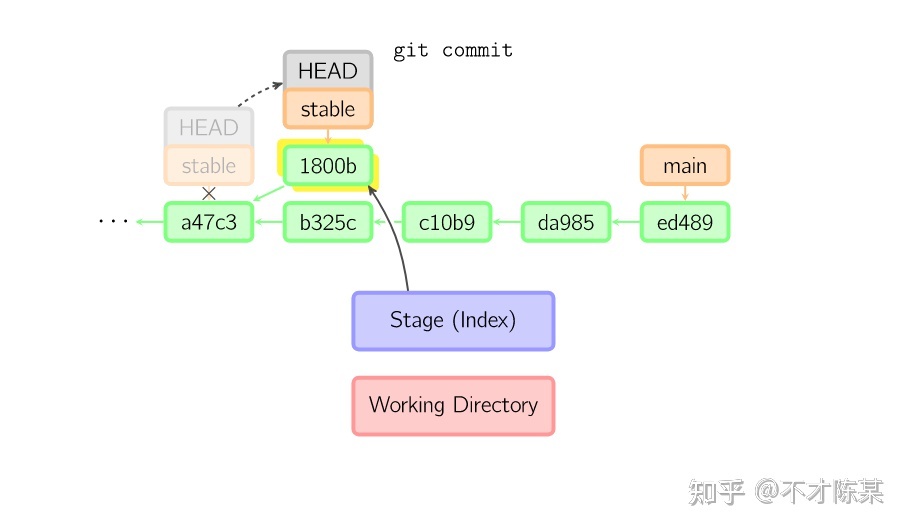 git commit
HEAD
stable
HEAD
stable
1800b
main
... a47c3 b325c c10b9 da985 ed489
Stage (Index)
Working Directory
知乎 @不才陈某